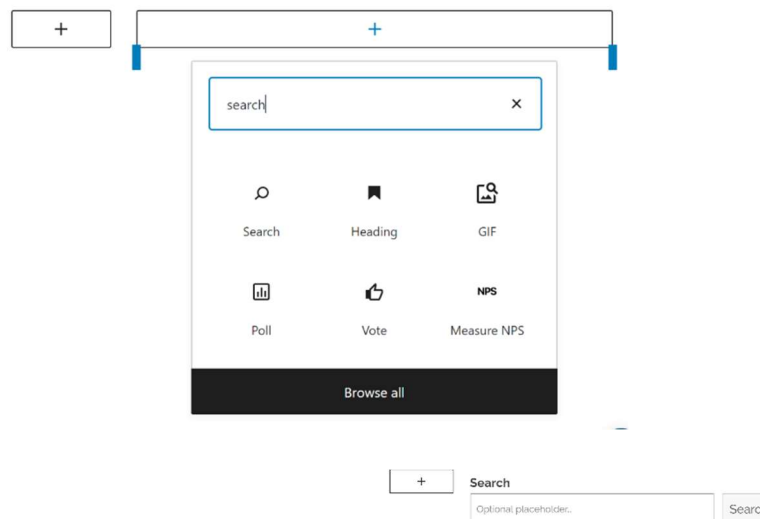 search
Search Heading GIF
NPS
Poll Vote Measure NPS
Browse all
Search
Optional placeholder...